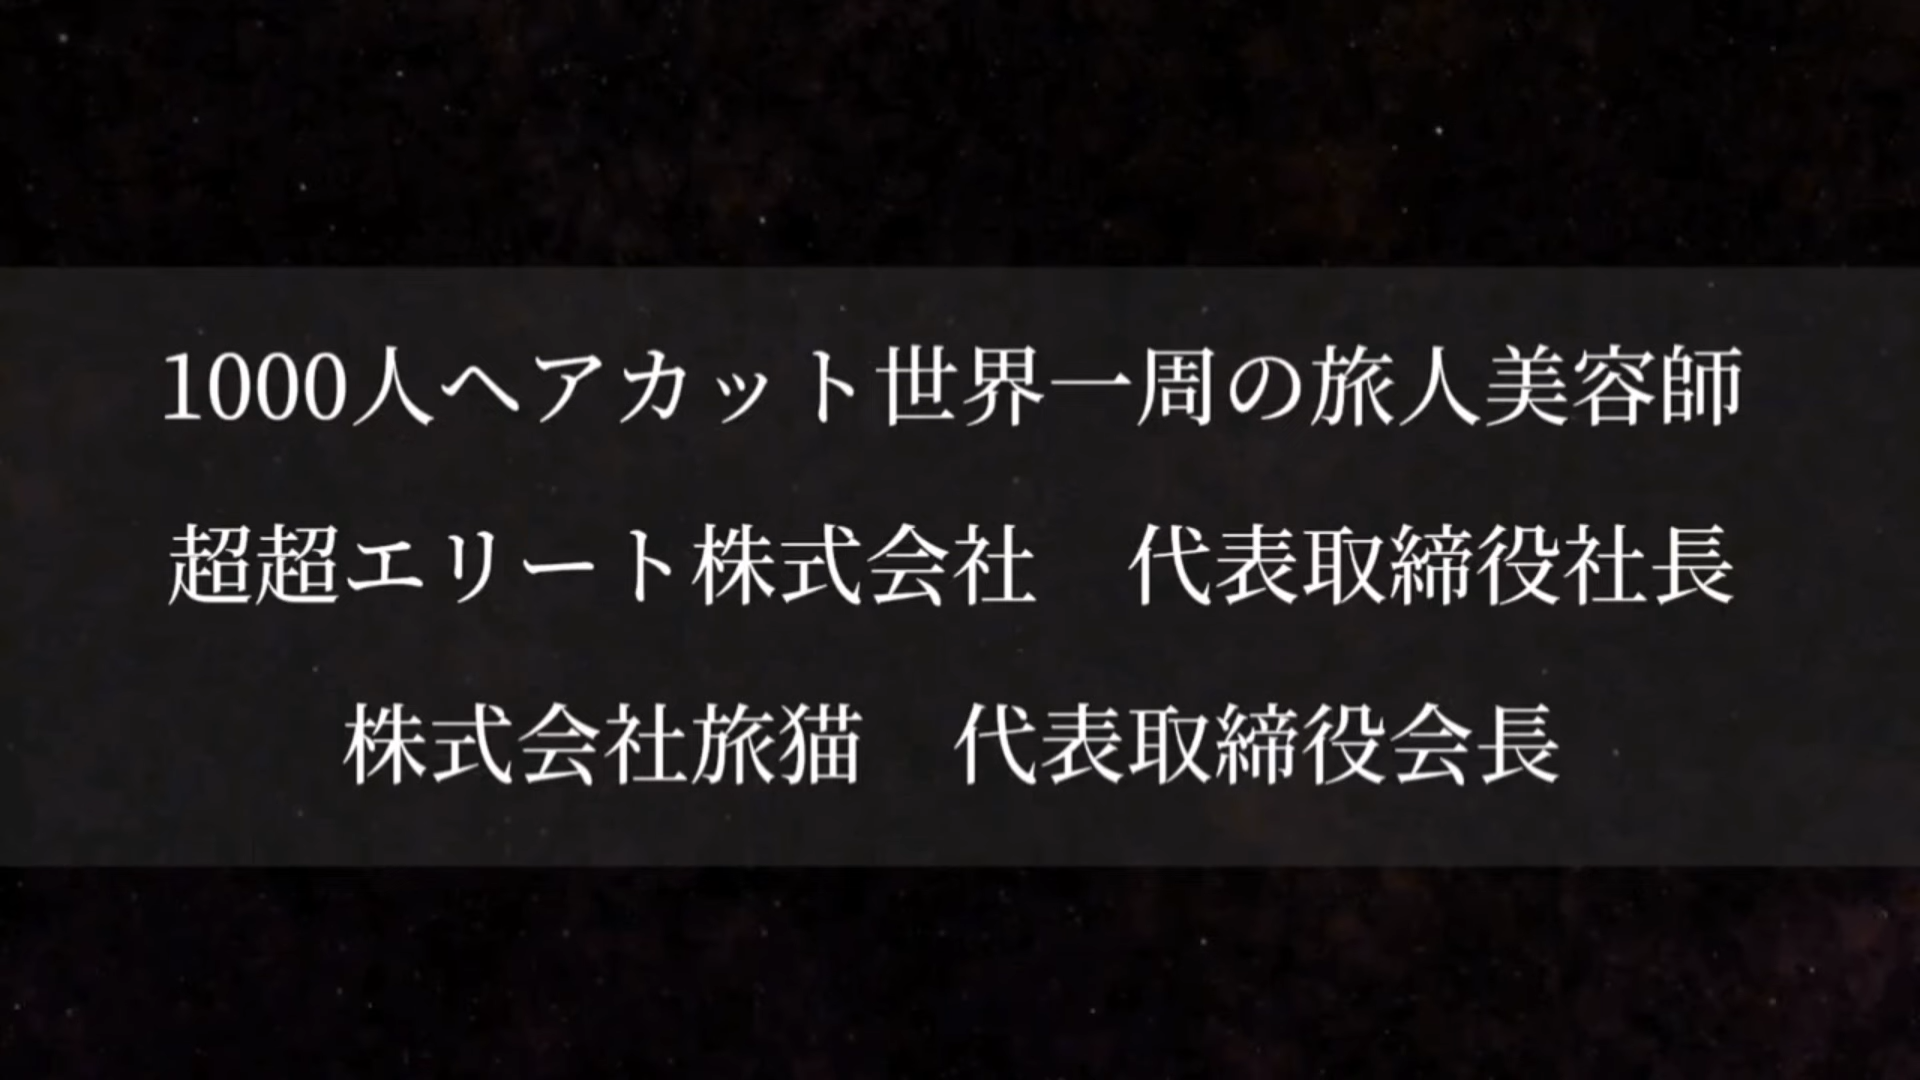 1000人ヘアカット世界一周の旅人美容師
超超エリート株式会社　代表取締役社長
株式会社旅猫　代表取締役会長